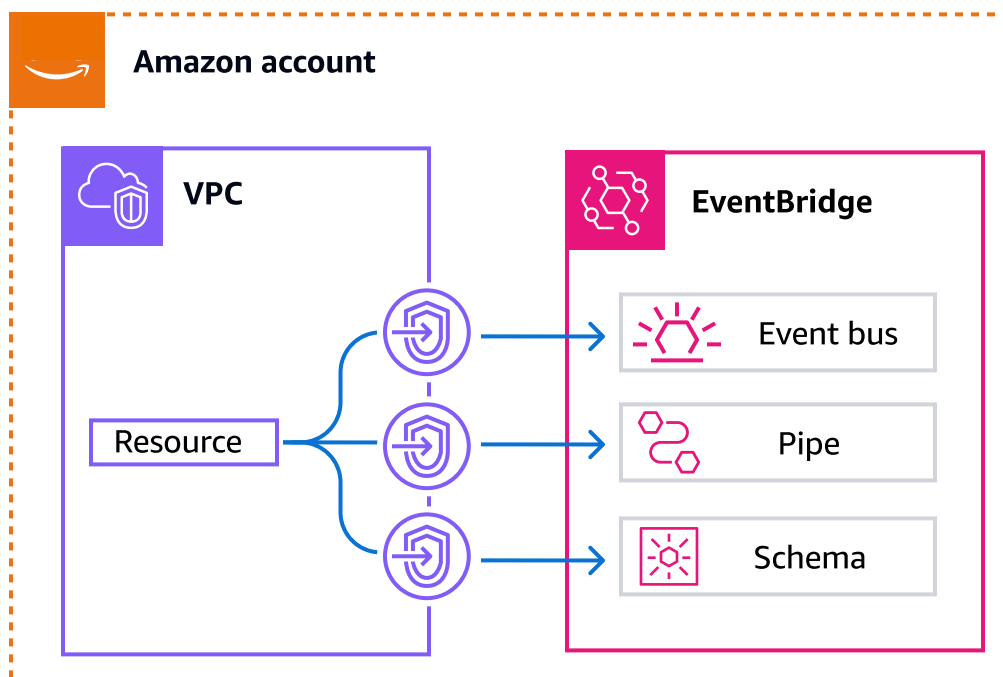 Amazon account
VPC
EventBridge
Event bus
Resource
Pipe
Schema